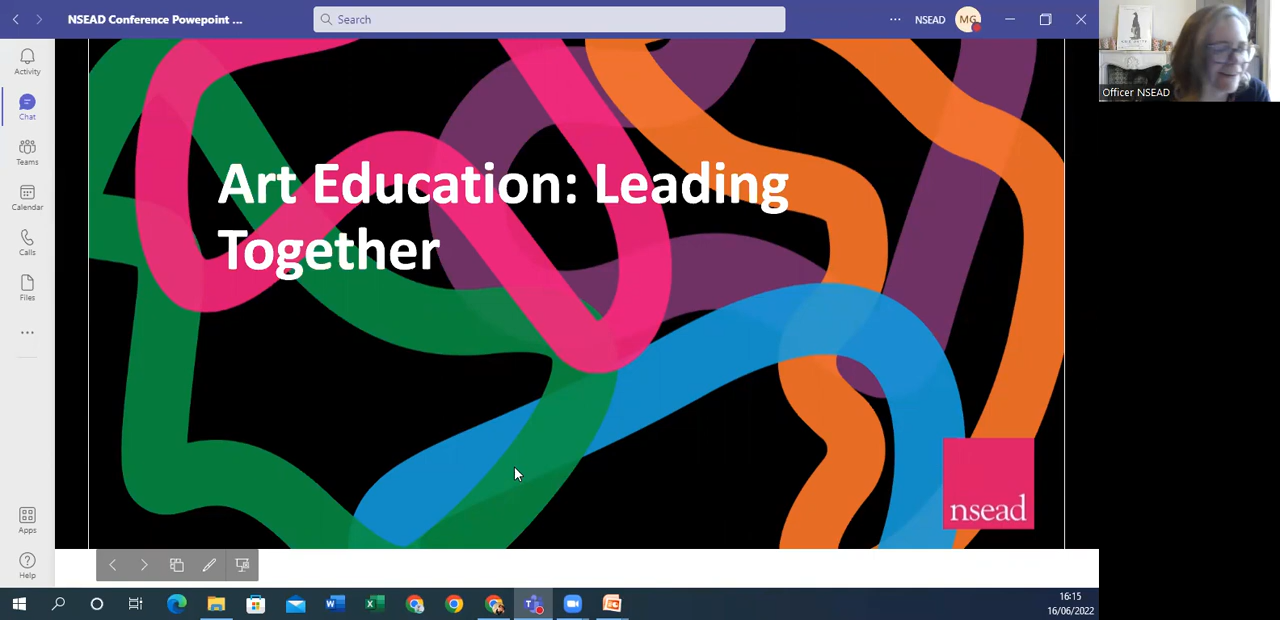 NSEAD Conference Powepoint ...
Search
NSEAD
MG
Officer NSEAD
Activity
Chat
Teams
Calendar
Calls
Files
Apps
Help
Art Education: Leading
Together
nsead
16:15
16/06/2022